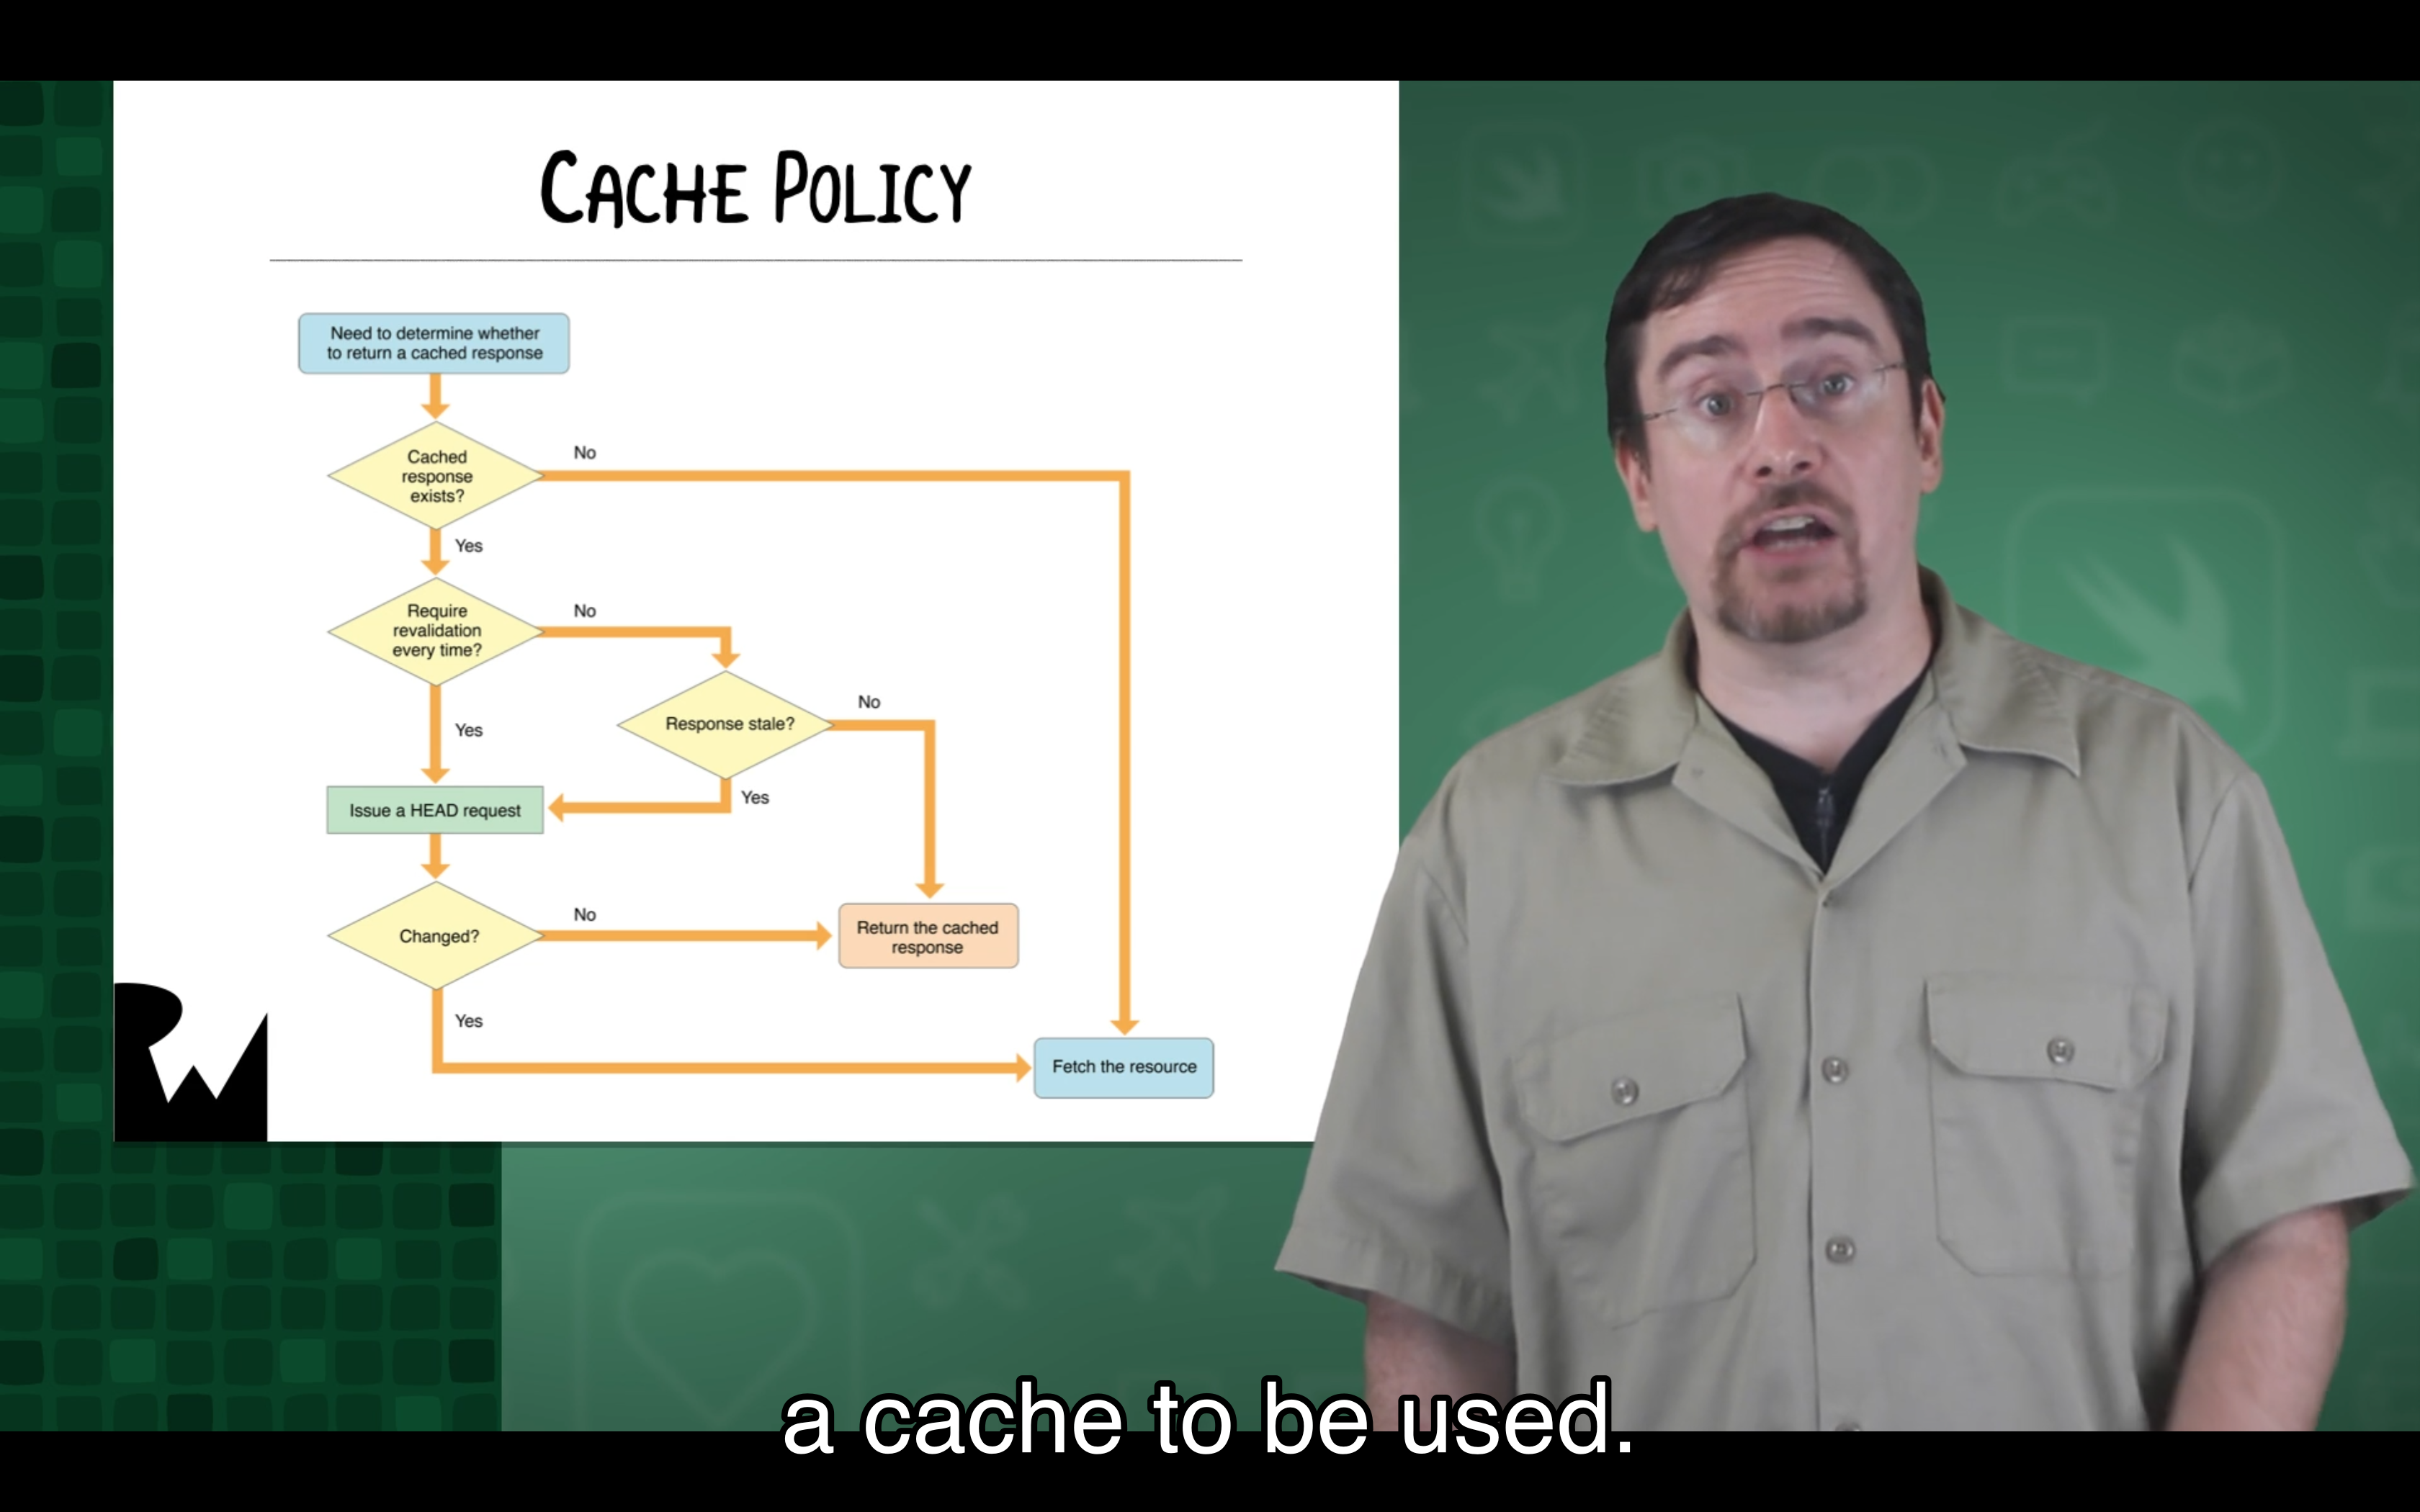 CACHE POLICY
Need to determine whether
to return a cached response
Cached
response
exists?
No
Yes
Require
revalidation
every time?
No
Response stale?
No
Yes
Yes
Issue a HEAD request
Changed?
No
Return the cached
response
Yes
Fetch the resource
RW
a cache to be used.